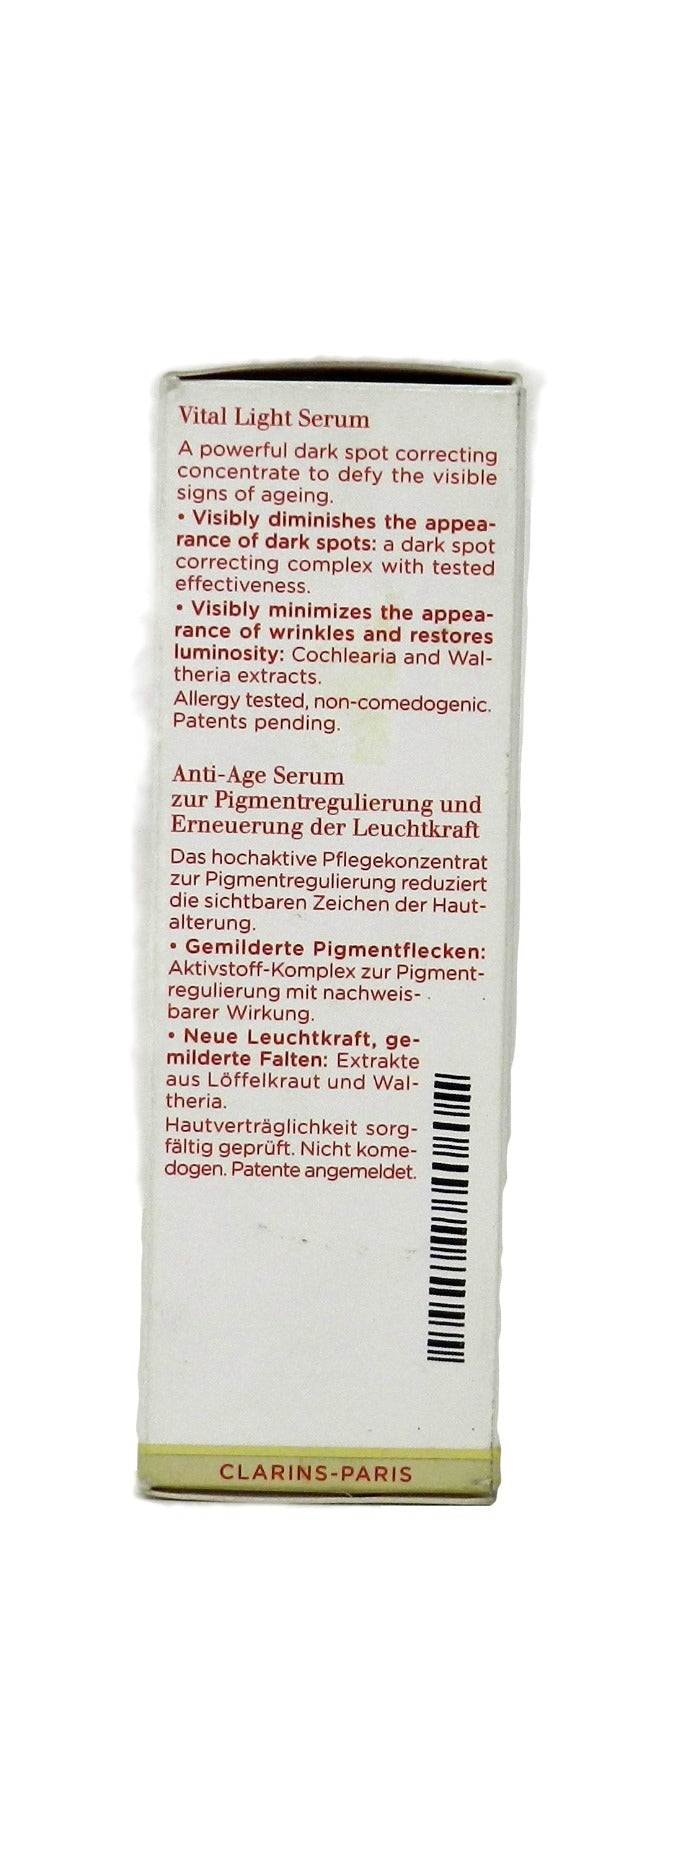 Vital Light Serum
A powerful dark spot correcting
concentrate to defy the visible
signs of ageing.
• Visibly diminishes the appea-
rance of dark spots: a dark spot
correcting complex with tested
effectiveness.
• Visibly minimizes the appea-
rance of wrinkles and restores
luminosity: Cochlearia and Wal-
theria extracts.
Allergy tested, non-comedogenic.
Patents pending.
Anti-Age Serum
zur Pigmentregulierung und
Erneuerung der Leuchtkraft
Das hochaktive Pflegekonzentrat
zur Pigmentregulierung reduziert
die sichtbaren Zeichen der Haut-
alterung.
• Gemilderte Pigmentflecken:
Aktivstoff-Komplex zur Pigment-
regulierung mit nachweis-
barer Wirkung.
• Neue Leuchtkraft, ge-
milderte Falten: Extrakte
aus Löffelkraut und Wal-
theria.
Hautverträglichkeit sorg-
fältig geprüft. Nicht kome-
dogen. Patente angemeldet.
CLARINS-PARIS